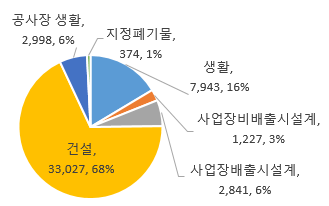 공사장 생활,
2,998, 6%
지정폐기물,
374, 1%
생활,
7,943, 16%
사업장비배출시설계,
1,227, 3%
사업장배출시설계,
2,841, 6%
건설,
33,027, 68%